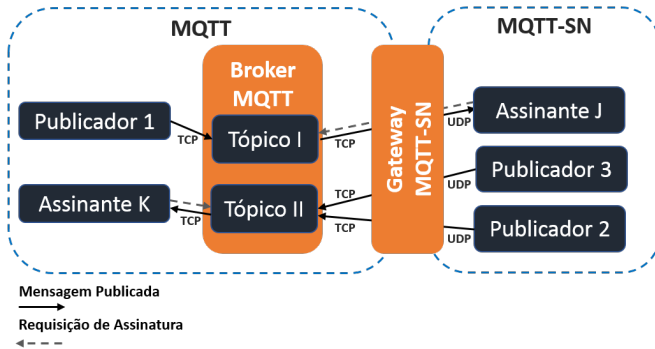 MQTT
MQTT-SN
Broker
MQTT
Gateway
MQTT-SN
Publicador 1
TCP
Tópico I
TCP
UDP
Assinante J
Assinante K
TCP
Tópico II
TCP
UDP
Publicador 3
TCP
UDP
Publicador 2
Mensagem Publicada
Requisição de Assinatura